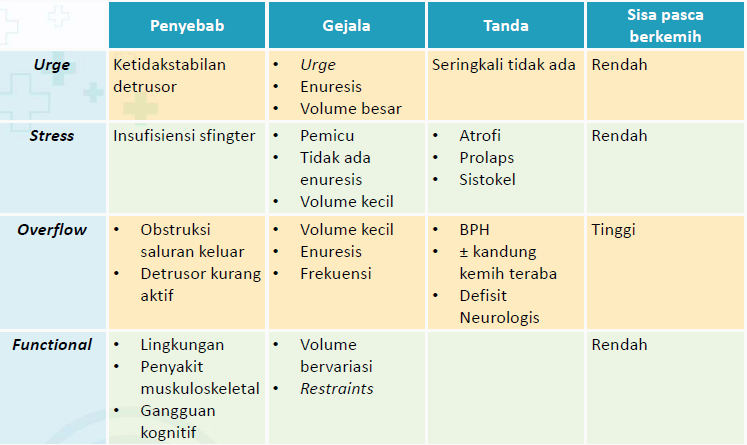 Penyebab Gejala Tanda Sisa pasca berkemih
Urge
Ketidakstabilan
detrusor
• Urge
• Enuresis
• Volume besar
Seringkali tidak ada
Rendah
Stress
Insufisiensi sfingter
• Pemicu
• Tidak ada
enuresis
• Volume kecil
• Atrofi
• Prolaps
• Sistokel
Rendah
Overflow
• Obstruksi
saluran keluar
• Detrusor kurang
aktif
• Volume kecil
• Enuresis
• Frekuensi
• BPH
• ± kandung
kemih teraba
• Defisit
Neurologis
Tinggi
Functional
• Lingkungan
• Penyakit
muskuloskeletal
• Gangguan
kognitif
• Volume
bervariasi
• Restraints
Rendah